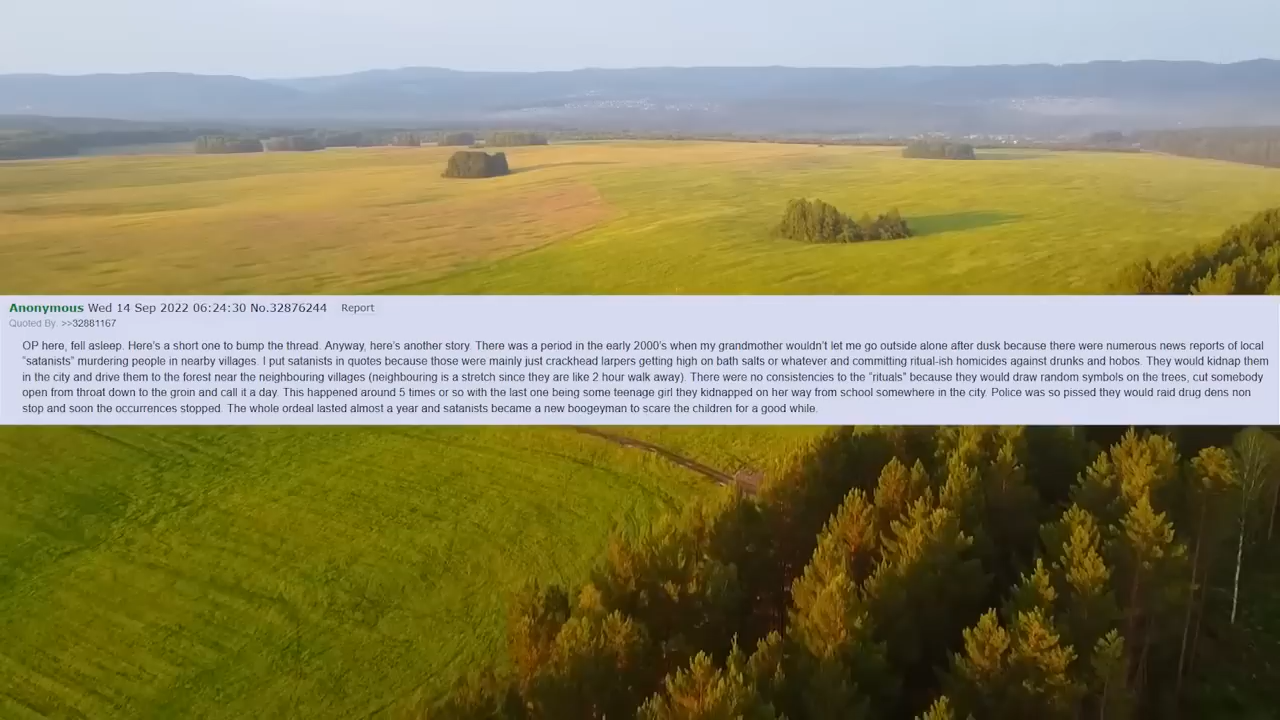 Anonymous Wed 14 Sep 2022 06:24:30 No.32876244 Report
Quoted By: >>32881167
OP here, fell asleep. Here's a short one to bump the thread. Anyway, here's another story. There was a period in the early 2000's when my grandmother wouldn't let me go outside alone after dusk because there were numerous news reports of local
"satanists" murdering people in nearby villages. I put satanists in quotes because those were mainly just crackhead larpers getting high on bath salts or whatever and committing ritual-ish homicides against drunks and hobos. They would kidnap them
in the city and drive them to the forest near the neighbouring villages (neighbouring is a stretch since they are like 2 hour walk away). There were no consistencies to the "rituals" because they would draw random symbols on the trees, cut somebody
open from throat down to the groin and call it a day. This happened around 5 times or so with the last one being some teenage girl they kidnapped on her way from school somewhere in the city. Police was so pissed they would raid drug dens non
stop and soon the occurrences stopped. The whole ordeal lasted almost a year and satanists became a new boogeyman to scare the children for a good while.